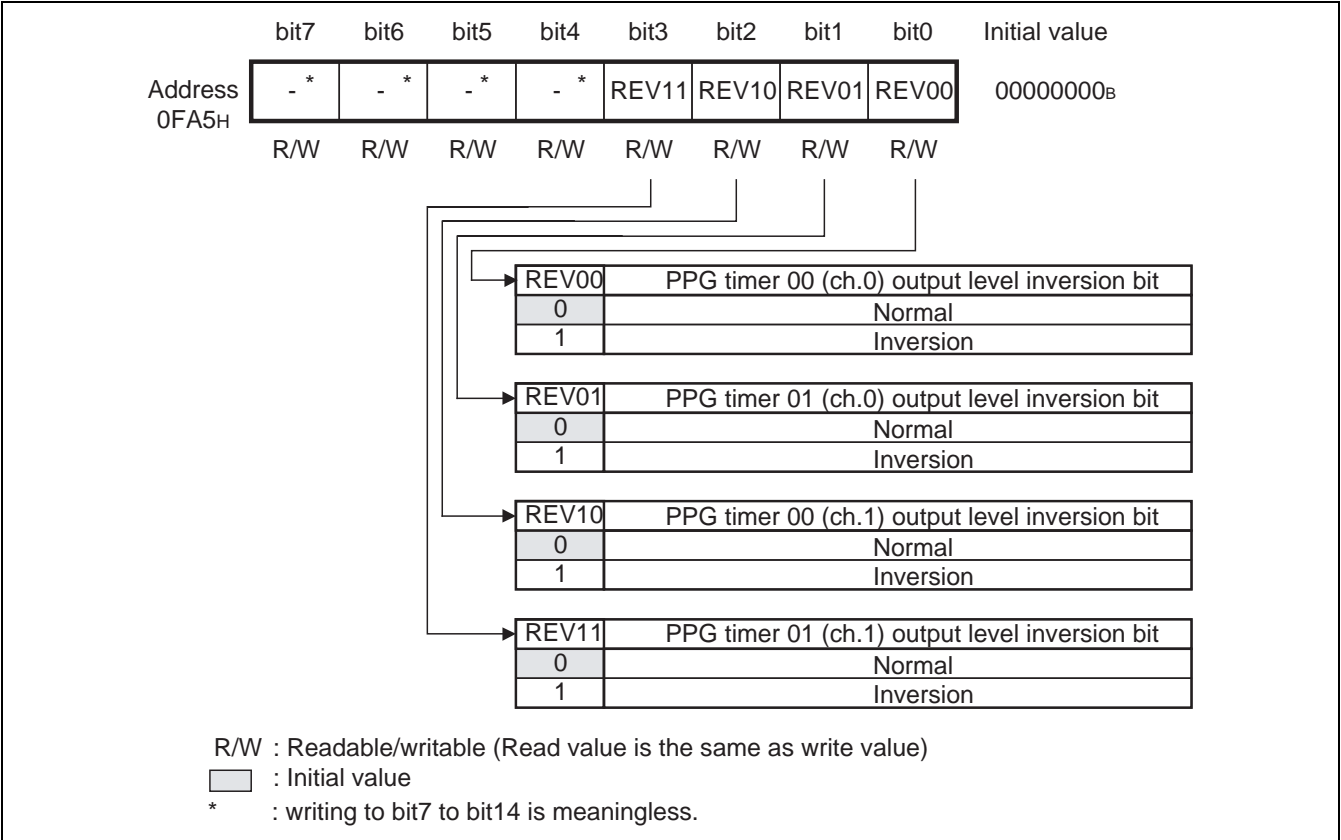 bit7 bit6 bit5 bit4 bit3 bit2 bit1 bit0 Initial value
Address 0FA5H
-* -* -* -* REV11 REV10 REV01 REV00 00000000B
R/W R/W R/W R/W R/W R/W R/W R/W
REV00 PPG timer 00 (ch.0) output level inversion bit
0 Normal
1 Inversion
REV01 PPG timer 01 (ch.0) output level inversion bit
0 Normal
1 Inversion
REV10 PPG timer 00 (ch.1) output level inversion bit
0 Normal
1 Inversion
REV11 PPG timer 01 (ch.1) output level inversion bit
0 Normal
1 Inversion
R/W : Readable/writable (Read value is the same as write value)
: Initial value
* : writing to bit7 to bit14 is meaningless.